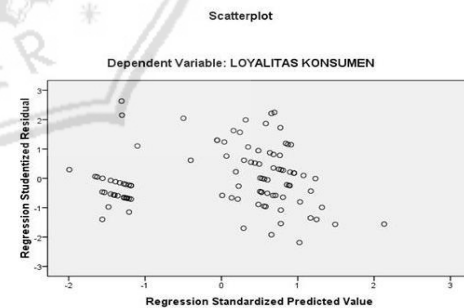 Scatterplot
Dependent Variable: LOYALITAS KONSUMEN
Regression Studentized Residual
3
2
1
0
-1
-2
-3
-2 -1 0 1 2 3
Regression Standardized Predicted Value